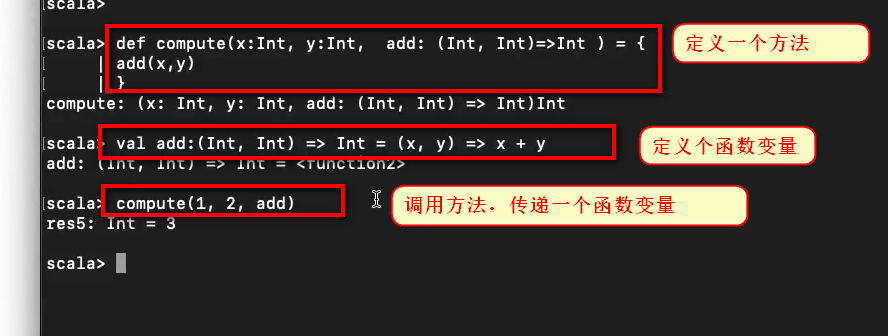 scala>
scala> def compute(x:Int, y:Int,  add: (Int, Int)=>Int ) = {
| add(x,y)
| }
定义一个方法
compute: (x: Int, y: Int, add: (Int, Int) => Int)Int
scala> val add:(Int, Int) => Int = (x, y) => x + y
定义个函数变量
add: (Int, Int) => Int = <function2>
scala> compute(1, 2, add)
调用方法，传递一个函数变量
res5: Int = 3
scala>